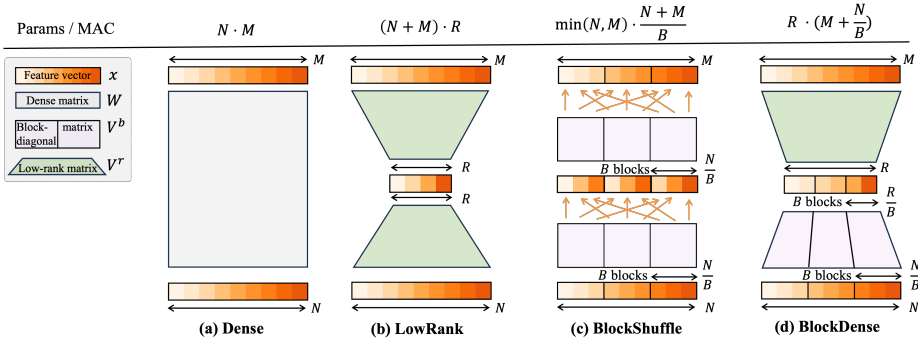 Params / MAC
N · M
(N + M) · R
min(N, M) · N + M / B
R · (M + N/B)
Feature vector x
Dense matrix W
Block-diagonal matrix V^b
Low-rank matrix V^r
M
N
(a) Dense
M
R
R
N
(b) LowRank
M
B blocks N/B
B blocks N/B
N
(c) BlockShuffle
M
R
B blocks R/B
B blocks N/B
N
(d) BlockDense